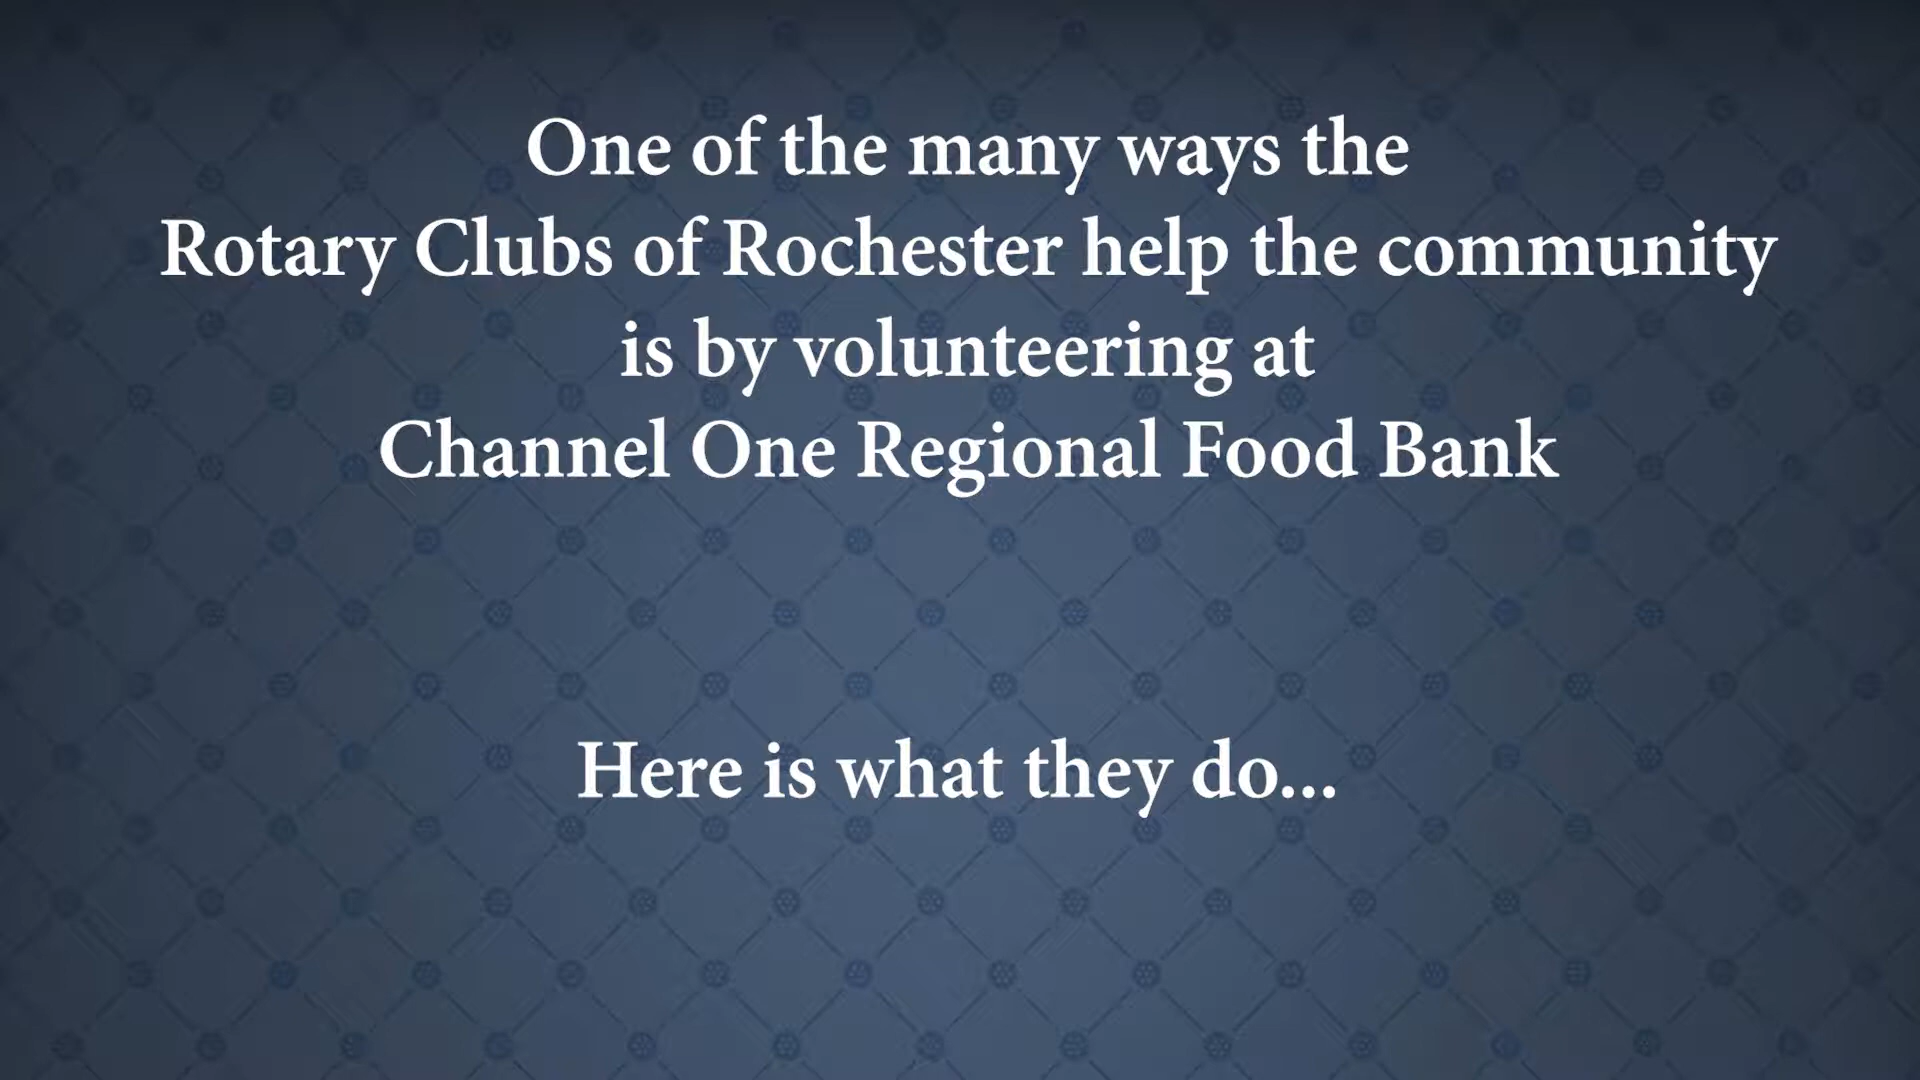 One of the many ways the
Rotary Clubs of Rochester help the community
is by volunteering at
Channel One Regional Food Bank
Here is what they do...